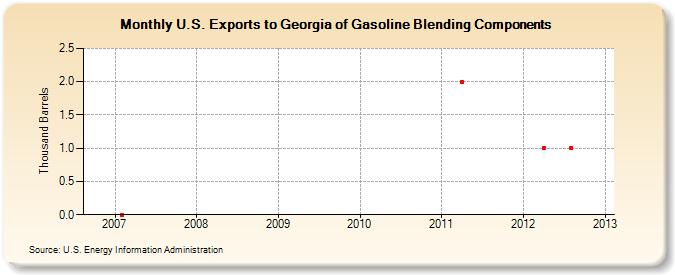 Monthly U.S. Exports to Georgia of Gasoline Blending Components
Thousand Barrels
2.5
2.0
1.5
1.0
0.5
0.0
2007 2008 2009 2010 2011 2012 2013
Source: U.S. Energy Information Administration